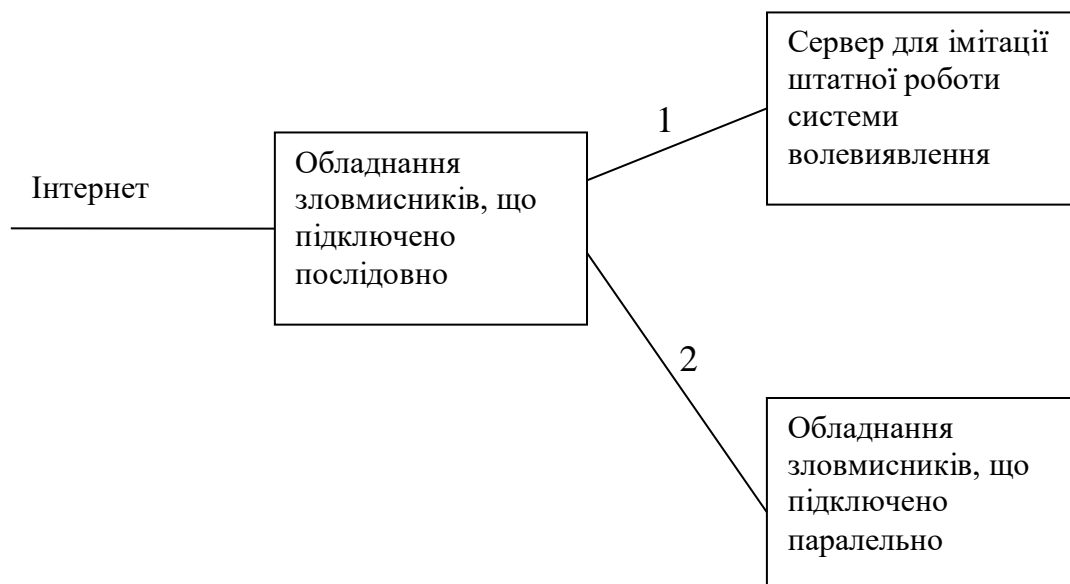 Інтернет
Обладнання
зловмисників, що
підключено
послідовно
1
Сервер для імітації
штатної роботи
системи
волевиявлення
2
Обладнання
зловмисників, що
підключено
паралельно